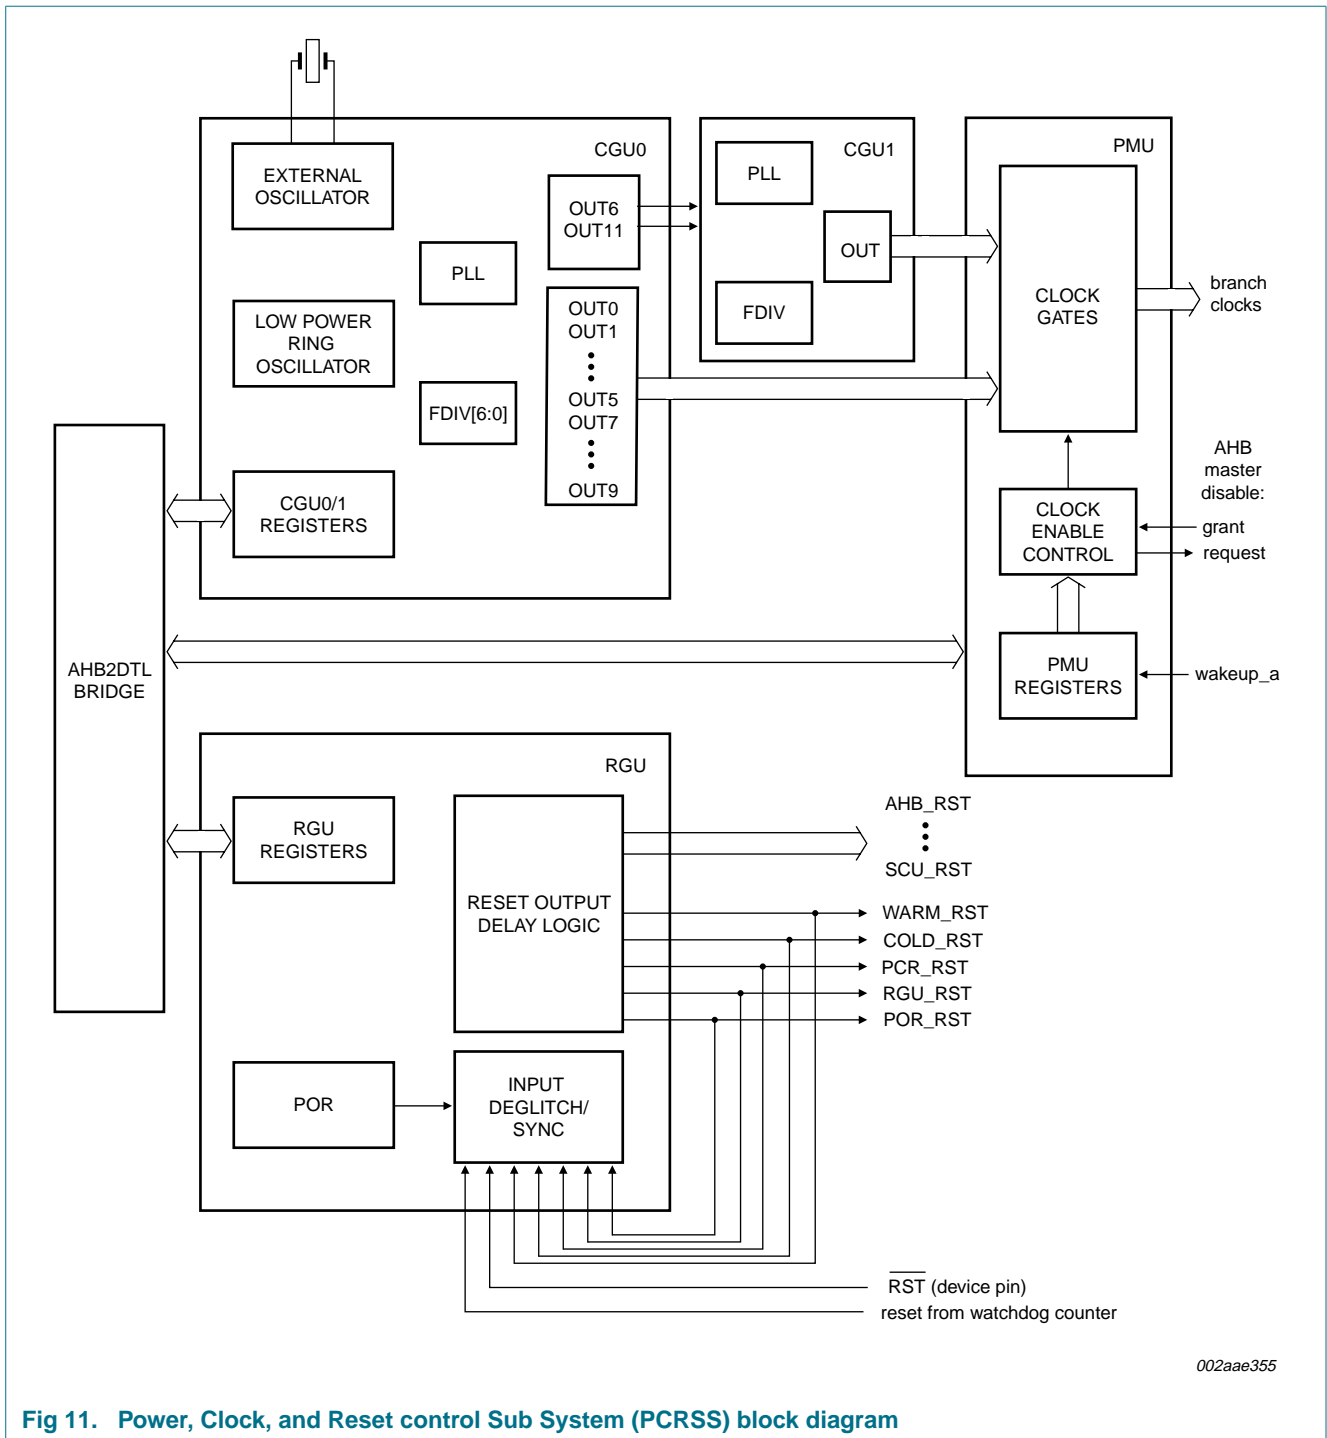 EXTERNAL
OSCILLATOR
CGU0
OUT6
OUT11
PLL
LOW POWER
RING
OSCILLATOR
OUT0
OUT1
OUT5
OUT7
OUT9
FDIV[6:0]
CGU0/1
REGISTERS
CGU1
PLL
OUT
FDIV
PMU
CLOCK
GATES
branch
clocks
AHB
master
disable:
CLOCK
ENABLE
CONTROL
grant
request
PMU
REGISTERS
wakeup_a
AHB2DTL
BRIDGE
RGU
RGU
REGISTERS
RESET OUTPUT
DELAY LOGIC
AHB_RST
SCU_RST
WARM_RST
COLD_RST
PCR_RST
RGU_RST
POR_RST
POR
INPUT
DEGLITCH/
SYNC
RST (device pin)
reset from watchdog counter
002aae355
Fig 11. Power, Clock, and Reset control Sub System (PCRSS) block diagram